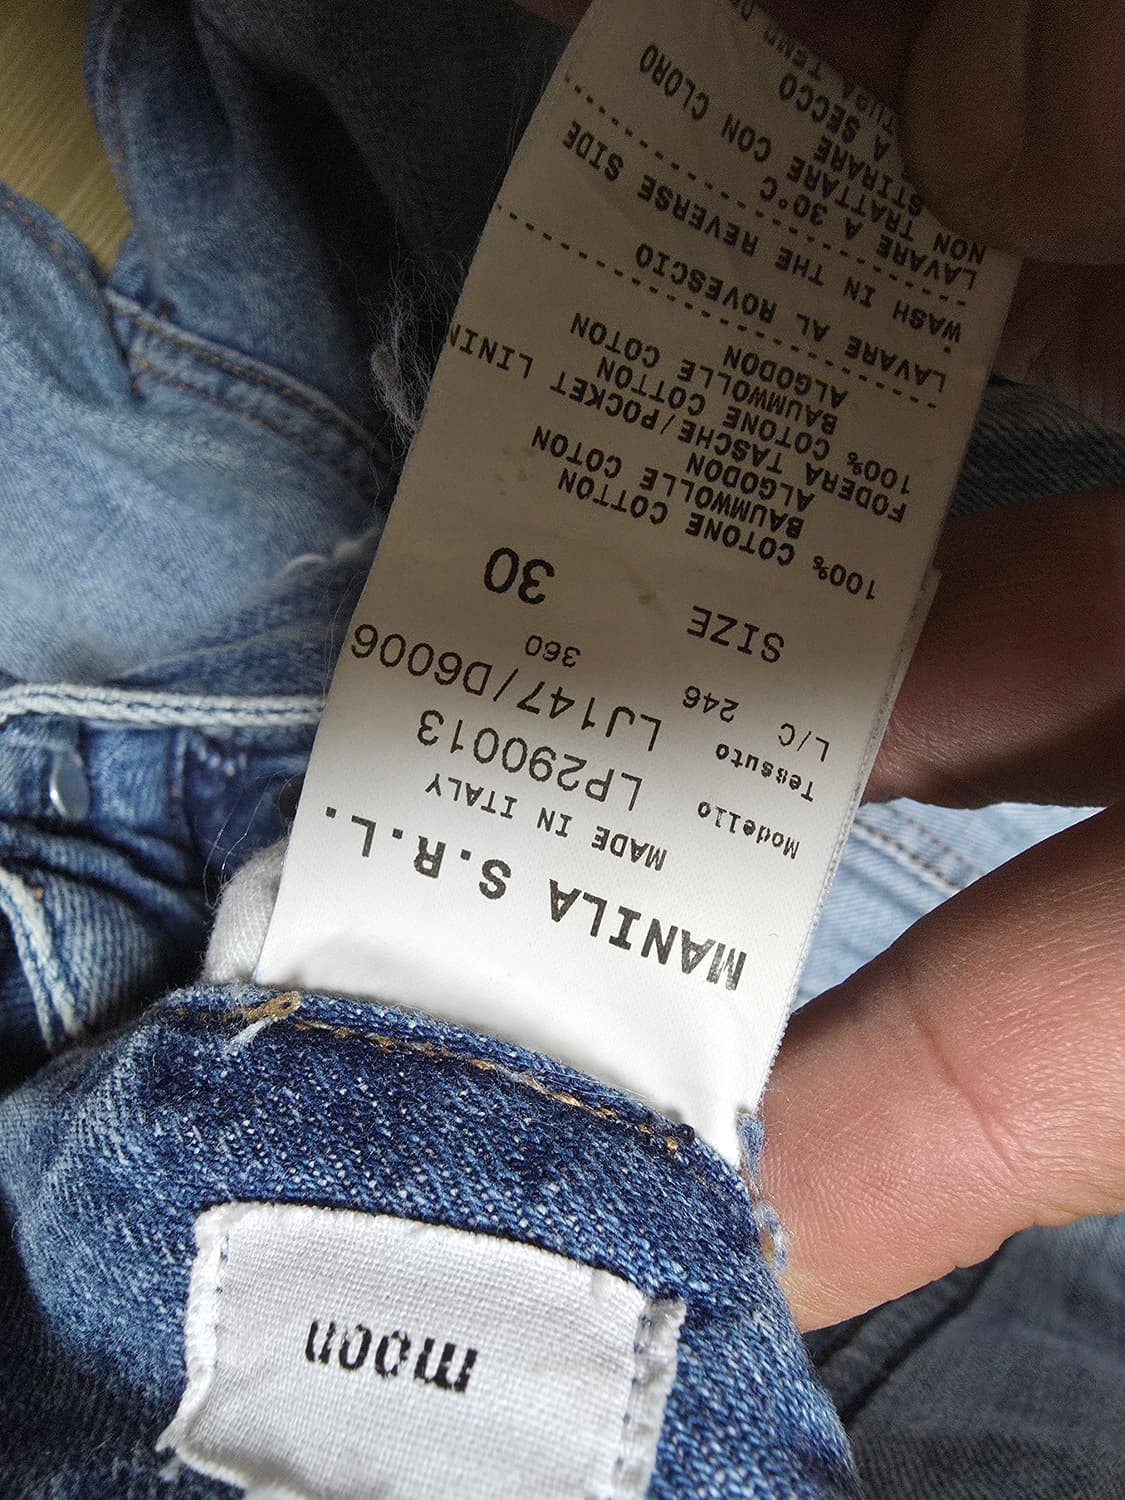 MANILA S.R.L.
MADE IN ITALY
Modello LP290013
Tessuto LJ147/D6006
L/C 246 360
SIZE 30
100% COTONE COTTON
BAUMWOLLE COTON
ALGODON
FODERA TASCHE/POCKET LININ
100% COTONE COTTON
BAUMWOLLE COTON
ALGODON
--------------------
LAVARE AL ROVESCIO
WASH IN THE REVERSE SIDE
--------------------
LAVARE A 30°C
NON TRATTARE CON CLORO
STIRARE
A SECCO
moon